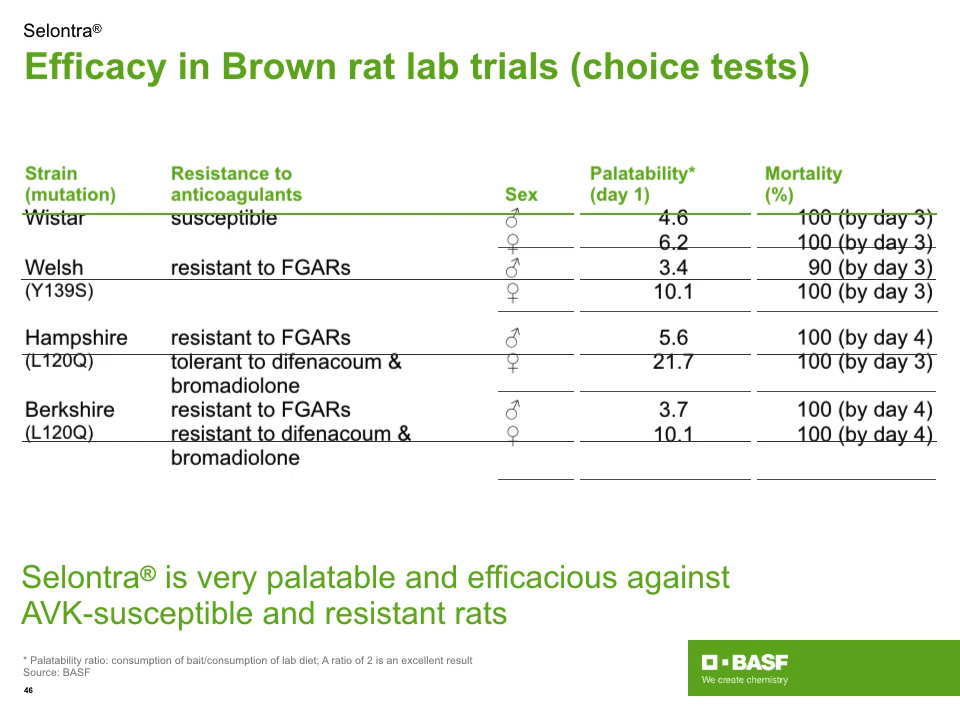 Selontra®
Efficacy in Brown rat lab trials (choice tests)
Strain Resistance to Palatability* Mortality
(mutation) anticoagulants Sex (day 1) (%)
Wistar susceptible ♂ 4.6 100 (by day 3)
♀ 6.2 100 (by day 3)
Welsh resistant to FGARs ♂ 3.4 90 (by day 3)
(Y139S) ♀ 10.1 100 (by day 3)
Hampshire resistant to FGARs ♂ 5.6 100 (by day 4)
(L120Q) tolerant to difenacoum & ♀ 21.7 100 (by day 3)
bromadiolone
Berkshire resistant to FGARs ♂ 3.7 100 (by day 4)
(L120Q) resistant to difenacoum & ♀ 10.1 100 (by day 4)
bromadiolone
Selontra® is very palatable and efficacious against
AVK-susceptible and resistant rats
* Palatability ratio: consumption of bait/consumption of lab diet; A ratio of 2 is an excellent result
Source: BASF
46
BASF
We create chemistry